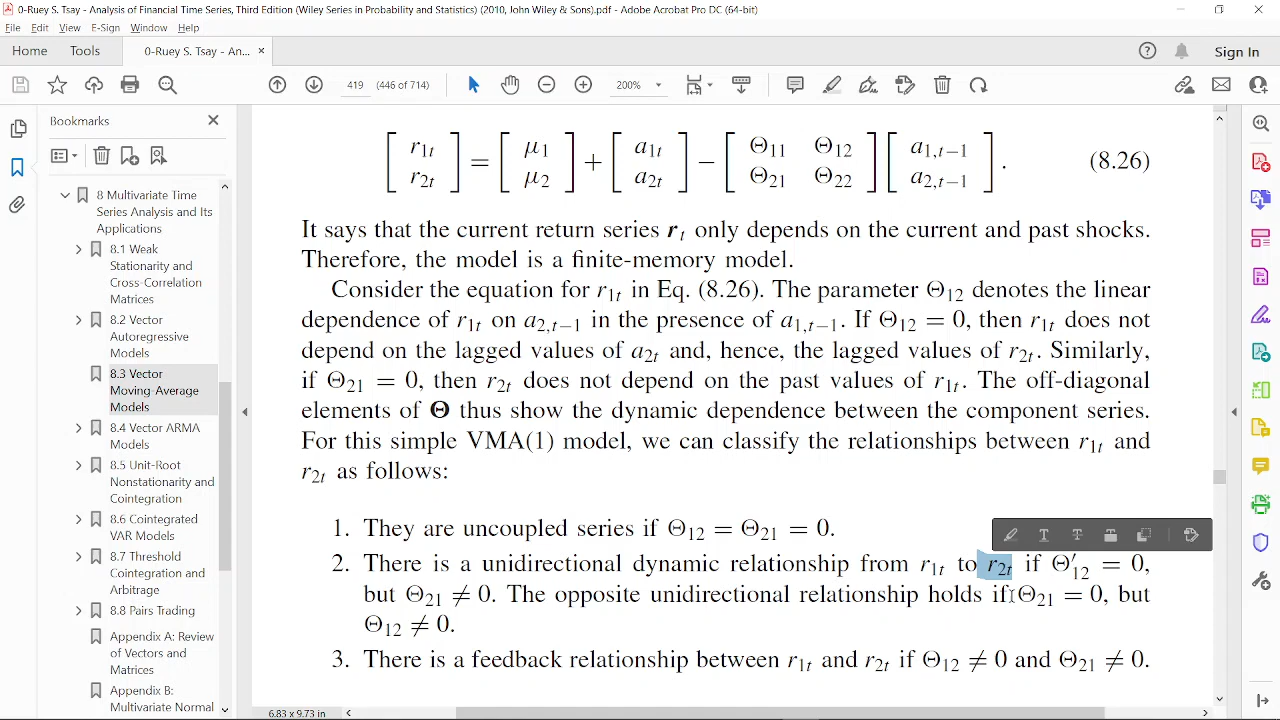 0-Ruey S. Tsay - Analysis of Financial Time Series, Third Edition (Wiley Series in Probability and Statistics) (2010, John Wiley & Sons).pdf - Adobe Acrobat Pro DC (64-bit)
File Edit View E-Sign Window Help
Home Tools 0-Ruey S. Tsay - An... × Sign In
419 (446 of 714) 200%
Bookmarks
8 Multivariate Time
Series Analysis and Its
Applications
8.1 Weak
Stationarity and
Cross-Correlation
Matrices
8.2 Vector
Autoregressive
Models
8.3 Vector
Moving-Average
Models
8.4 Vector ARMA
Models
8.5 Unit-Root
Nonstationarity and
Cointegration
8.6 Cointegrated
VAR Models
8.7 Threshold
Cointegration and
Arbitrage
8.8 Pairs Trading
Appendix A: Review
of Vectors and
Matrices
Appendix B:
Multivariate Normal
[ r1t ] = [ μ1 ] + [ a1t ] − [ Θ11 Θ12 ] [ a1,t−1 ] . (8.26)
[ r2t ] [ μ2 ] [ a2t ] [ Θ21 Θ22 ] [ a2,t−1 ]
It says that the current return series rt only depends on the current and past shocks.
Therefore, the model is a finite-memory model.
Consider the equation for r1t in Eq. (8.26). The parameter Θ12 denotes the linear
dependence of r1t on a2,t−1 in the presence of a1,t−1. If Θ12 = 0, then r1t does not
depend on the lagged values of a2t and, hence, the lagged values of r2t. Similarly,
if Θ21 = 0, then r2t does not depend on the past values of r1t. The off-diagonal
elements of Θ thus show the dynamic dependence between the component series.
For this simple VMA(1) model, we can classify the relationships between r1t and
r2t as follows:
1. They are uncoupled series if Θ12 = Θ21 = 0.
2. There is a unidirectional dynamic relationship from r1t to r2t if Θ′12 = 0,
but Θ21 ≠ 0. The opposite unidirectional relationship holds if Θ21 = 0, but
Θ12 ≠ 0.
3. There is a feedback relationship between r1t and r2t if Θ12 ≠ 0 and Θ21 ≠ 0.
6.83 x 9.73 in